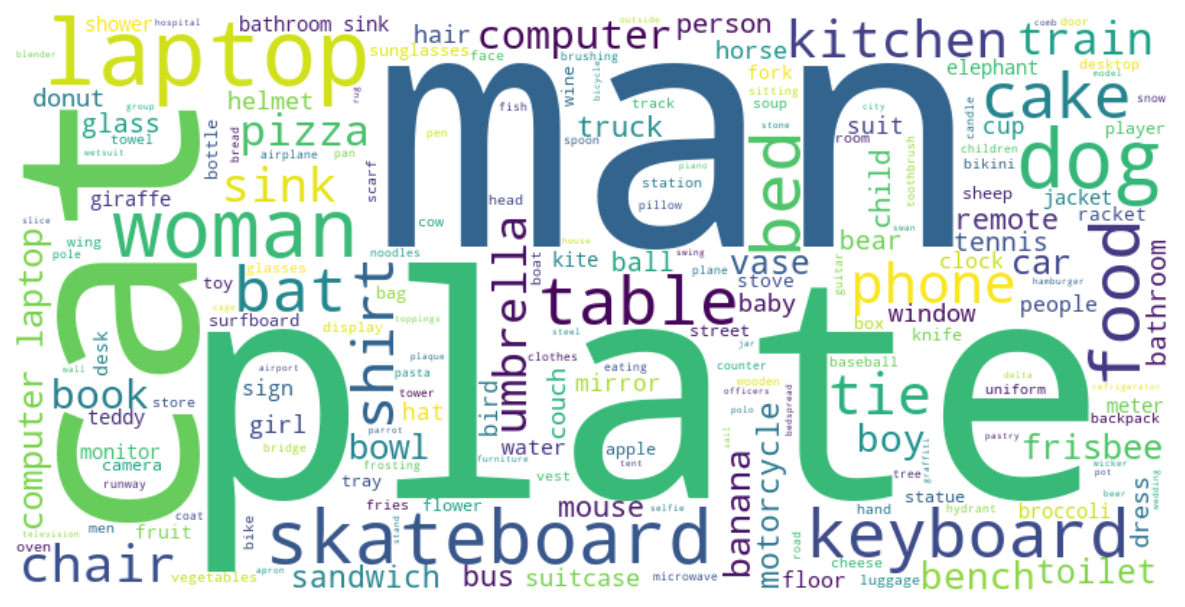 shower
hospital
bathroom sink
hair
computer
person
outside
comb
door
blender
laptop
sunglasses
face
brushing
horse
kitchen
train
desktop
man
fork
elephant
model
donut
group
helmet
rug
fish
wine
bicycle
track
sitting
soup
city
cake
snow
glass
towel
wetsuit
bottle
bread
pizza
pen
airplane
pan
truck
spoon
stone
bed
suit
room
candle
cup
player
children
bikini
dog
cat
giraffe
sink
scarf
head
station
piano
pillow
child
toothbrush
sheep
jacket
slice
woman
cow
swan
remote
racket
wing
pole
noodles
house
swing
bear
tennis
computer laptop
toy
glasses
bat
shirt
bag
umbrella
boat
kite
ball
plane
vase
stove
guitar
phone
clock
car
hamburger
food
bathroom
cage
surfboard
display
toppings
table
baby
box
window
people
desk
wall
plate
plaque
steel
street
jar
knife
book
store
airport
sign
pasta
tower
clothes
eating
counter
baseball
delta
teddy
girl
hat
bird
couch
mirror
wooden
officers
tie
uniform
refrigerator
meter
backpack
monitor
camera
bridge
parrot
bowl
water
apple
polo
bedspread
boy
pastry
frisbee
runway
frosting
furniture
tent
motorcycle
sail
tree
graffiti
wicker
pot
tray
vest
banana
statue
beer
wedding
men
coat
fries
flower
mouse
selfie
hand
hydrant
broccoli
dress
television
fruit
bike
skateboard
stand
road
keyboard
oven
chair
vegetables
apron
sandwich
bus
suitcase
microwave
floor
cheese
luggage
bench
toilet